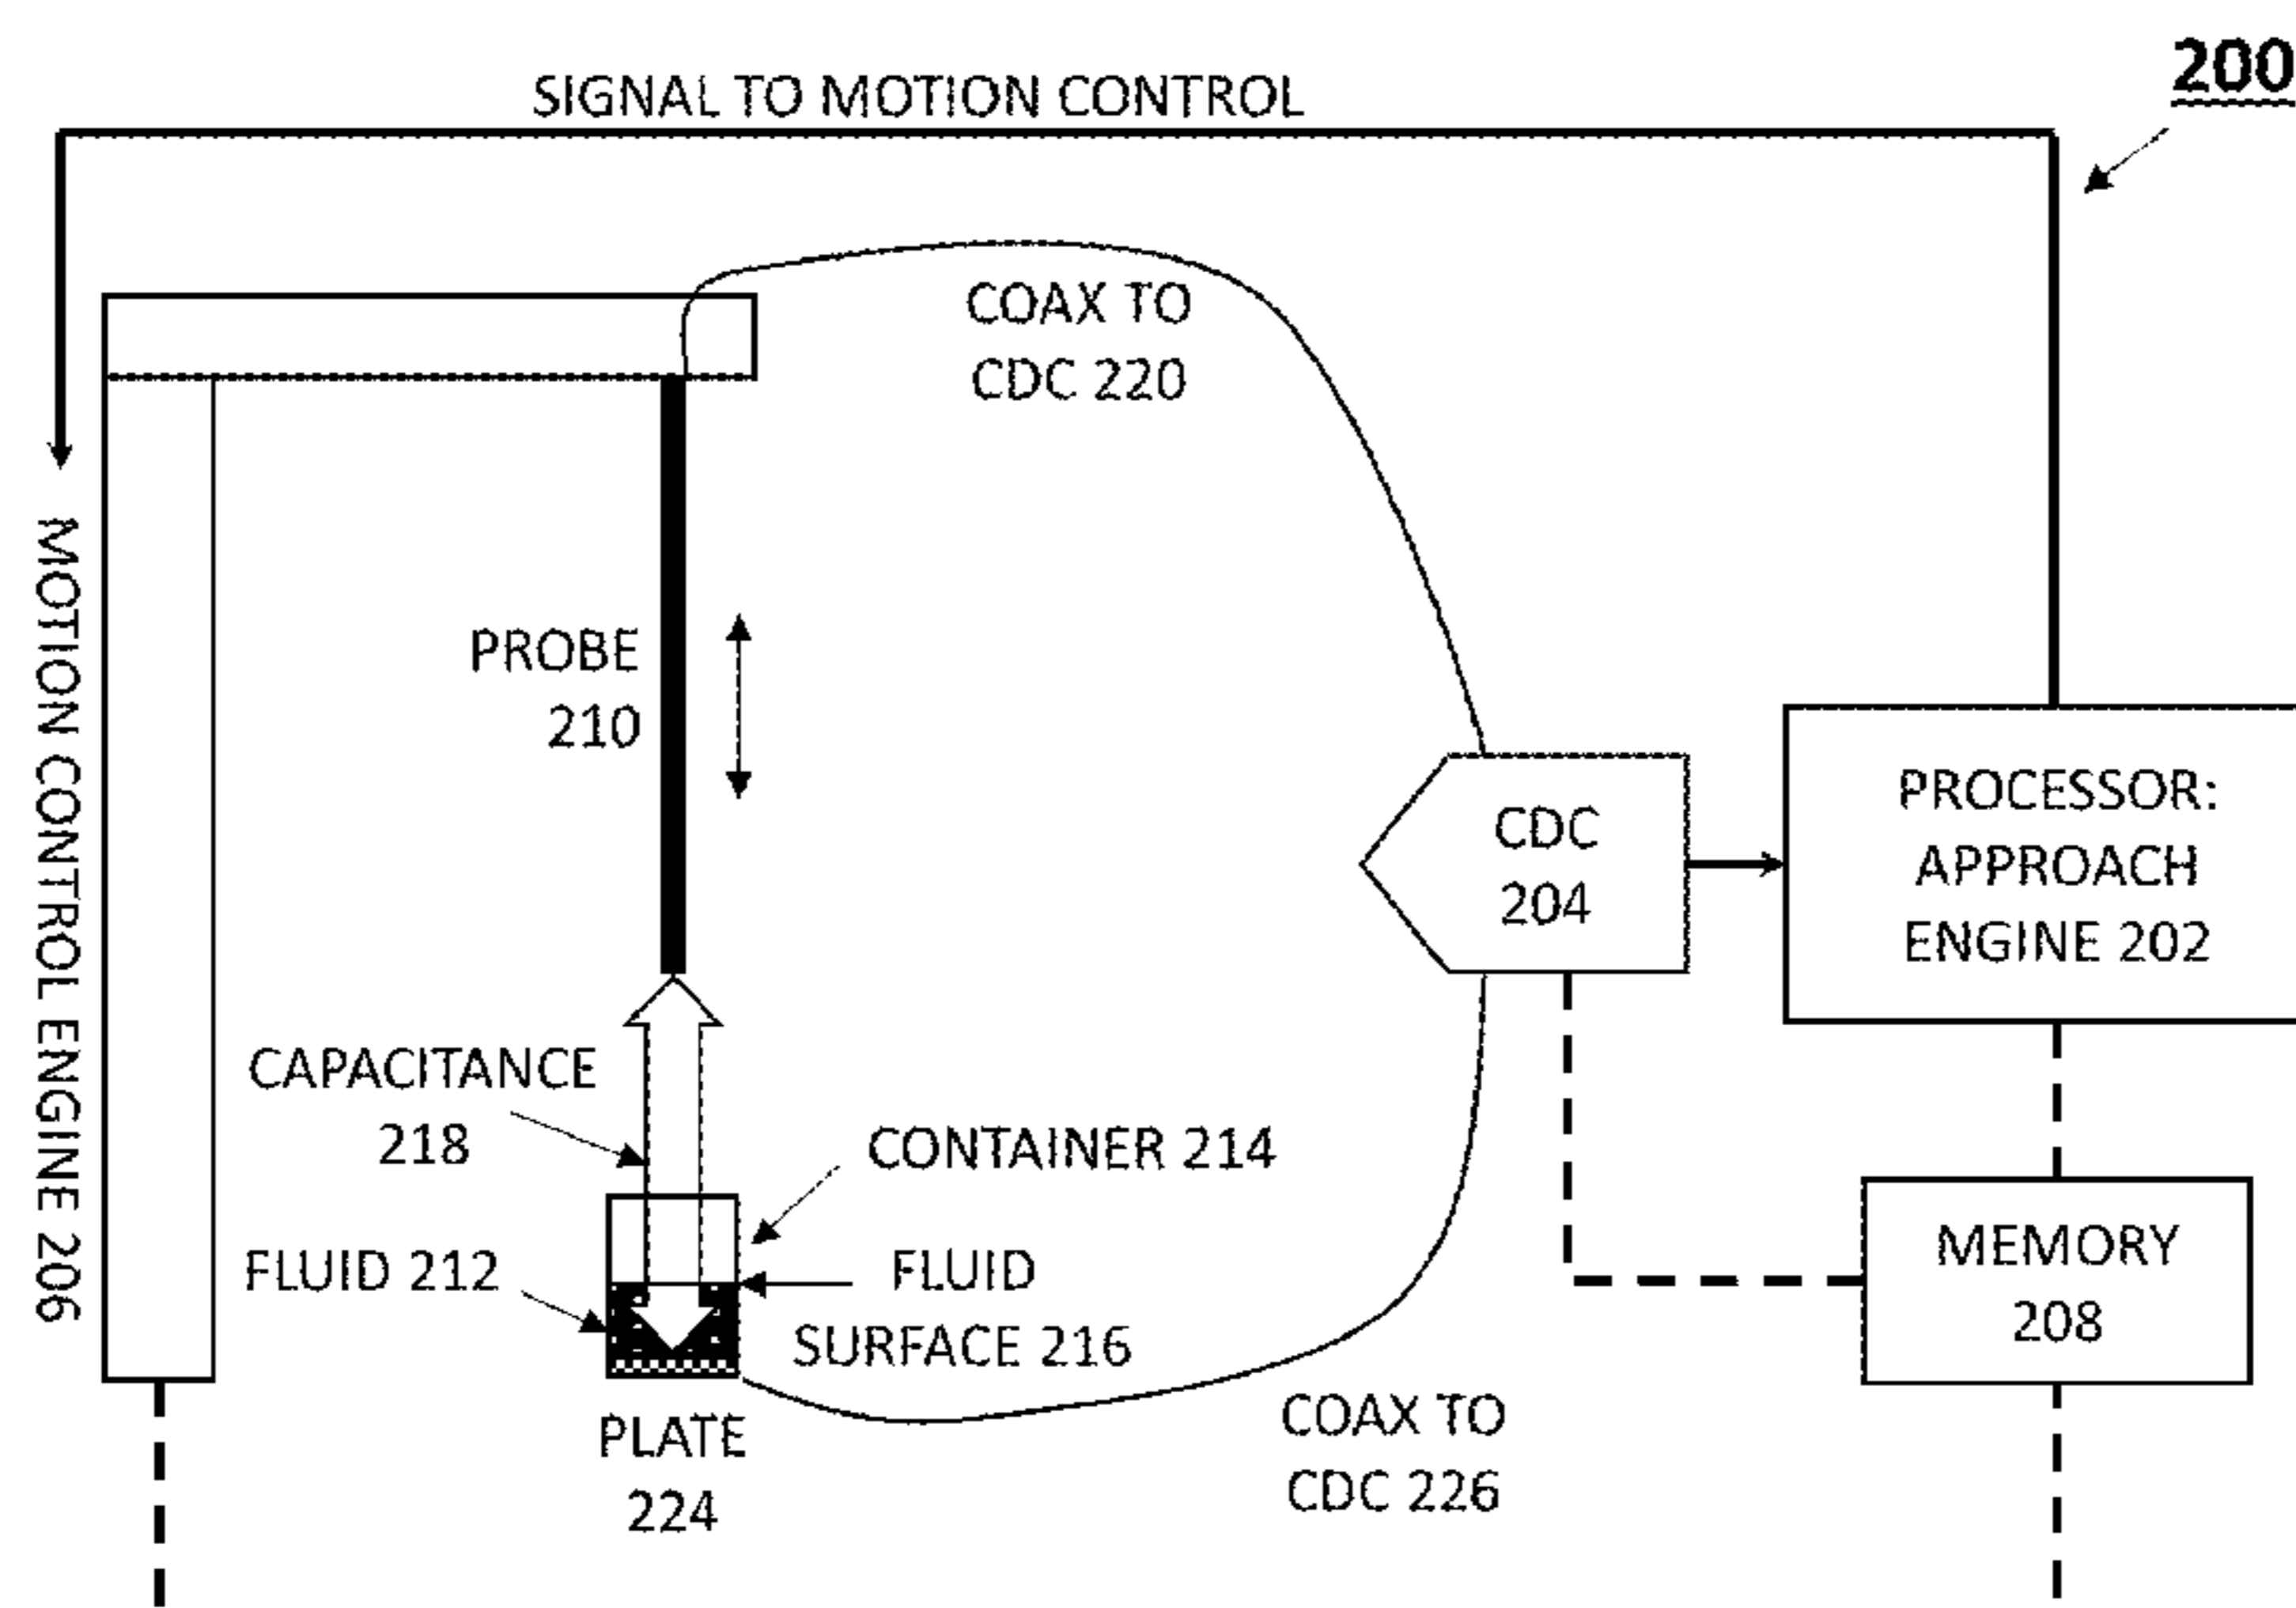 200
SIGNAL TO MOTION CONTROL
COAX TO
CDC 220
MOTION CONTROL ENGINE 206
PROBE
210
CDC
204
PROCESSOR:
APPROACH
ENGINE 202
CAPACITANCE
218
CONTAINER 214
FLUID 212
FLUID
SURFACE 216
MEMORY
208
PLATE
224
COAX TO
CDC 226